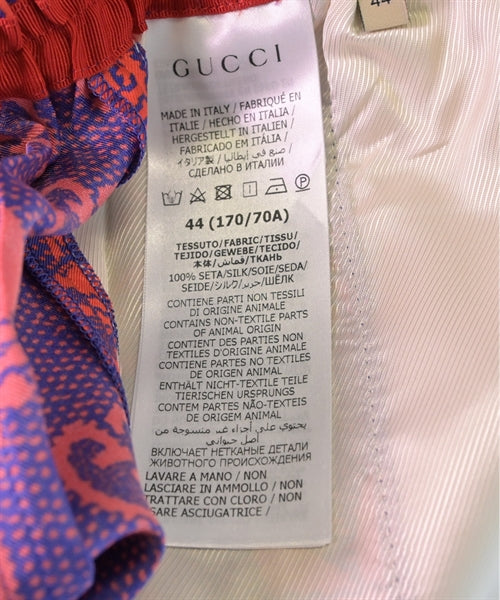 44
GUCCI
MADE IN ITALY / FABRIQUÉ EN
ITALIE / HECHO EN ITALIA /
HERGESTELLT IN ITALIEN /
FABRICADO EM ITÁLIA /
イタリア製 / صنع في إيطاليا /
СДЕЛАНО В ИТАЛИИ
44 (170/70A)
TESSUTO/FABRIC/TISSU/
TEJIDO/GEWEBE/TECIDO/
本体/قماش/ТКАНЬ
100% SETA/SILK/SOIE/SEDA/
SEIDE/シルク/حرير/ШЁЛК
CONTIENE PARTI NON TESSILI
DI ORIGINE ANIMALE
CONTAINS NON-TEXTILE PARTS
OF ANIMAL ORIGIN
CONTIENT DES PARTIES NON
TEXTILES D'ORIGINE ANIMALE
CONTIENE PARTES NO TEXTILES
DE ORIGEN ANIMAL
ENTHÄLT NICHT-TEXTILE TEILE
TIERISCHEN URSPRUNGS
CONTEM PARTES NÃO TEXTEIS
DE ORIGEM ANIMAL
يحتوي على أجزاء غير منسوجة من
أصل حيواني
ВКЛЮЧАЕТ НЕТКАНЫЕ ДЕТАЛИ
ЖИВОТНОГО ПРОИСХОЖДЕНИЯ
LAVARE A MANO / NON
LASCIARE IN AMMOLLO / NON
TRATTARE CON CLORO / NON
SARE ASCIUGATRICE /